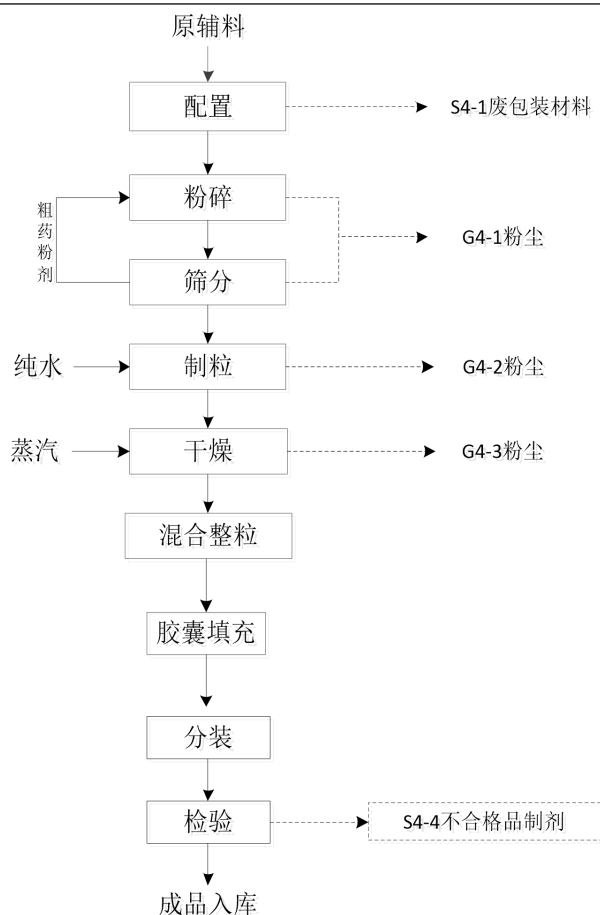 原辅料
配置
S4-1废包装材料
粉碎
粗药粉剂
G4-1粉尘
筛分
纯水
制粒
G4-2粉尘
蒸汽
干燥
G4-3粉尘
混合整粒
胶囊填充
分装
检验
S4-4不合格品制剂
成品入库